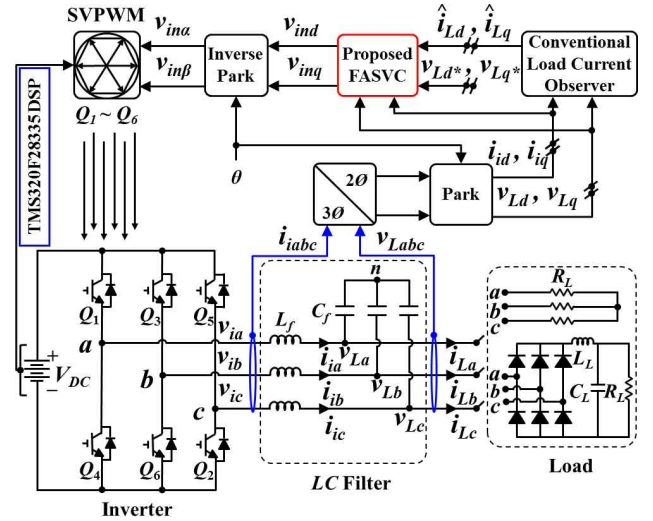 SVPWM
v_inα
v_inβ
Inverse
Park
v_ind
v_inq
Proposed
FASVC
î_Ld, î_Lq
v_Ld*, v_Lq*
Conventional
Load Current
Observer
TMS320F28335DSP
Q1 ~ Q6
θ
2Ø
3Ø
Park
i_id, i_iq
v_Ld, v_Lq
i_iabc
v_Labc
Q1
Q3
Q5
a
b
c
v_ia
v_ib
v_ic
L_f
C_f
n
i_ia
i_ib
i_ic
v_La
v_Lb
v_Lc
i_La
i_Lb
i_Lc
+
V_DC
−
Q4
Q6
Q2
Inverter
LC Filter
R_L
a
b
c
L_L
a
b
c
C_L
R_L
Load